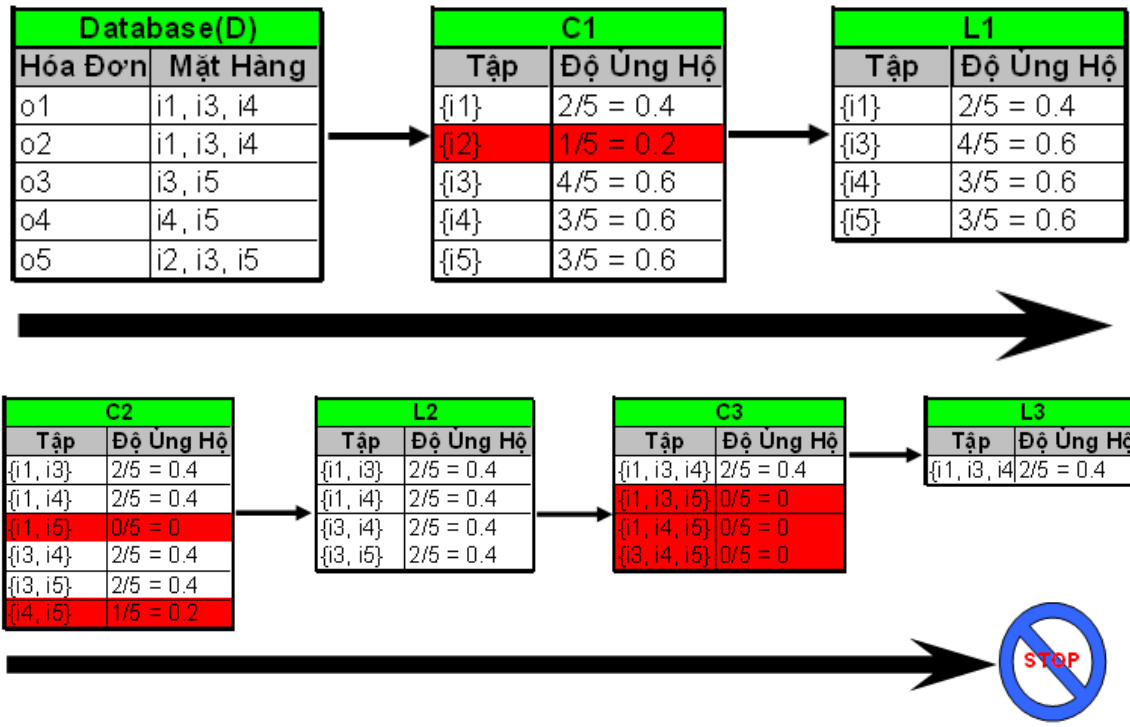 Database(D)
Hóa Đơn Mặt Hàng
o1 i1, i3, i4
o2 i1, i3, i4
o3 i3, i5
o4 i4, i5
o5 i2, i3, i5
C1
Tập Độ Ủng Hộ
{i1} 2/5 = 0.4
{i2} 1/5 = 0.2
{i3} 4/5 = 0.6
{i4} 3/5 = 0.6
{i5} 3/5 = 0.6
L1
Tập Độ Ủng Hộ
{i1} 2/5 = 0.4
{i3} 4/5 = 0.6
{i4} 3/5 = 0.6
{i5} 3/5 = 0.6
C2
Tập Độ Ủng Hộ
{i1, i3} 2/5 = 0.4
{i1, i4} 2/5 = 0.4
{i1, i5} 0/5 = 0
{i3, i4} 2/5 = 0.4
{i3, i5} 2/5 = 0.4
{i4, i5} 1/5 = 0.2
L2
Tập Độ Ủng Hộ
{i1, i3} 2/5 = 0.4
{i1, i4} 2/5 = 0.4
{i3, i4} 2/5 = 0.4
{i3, i5} 2/5 = 0.4
C3
Tập Độ Ủng Hộ
{i1, i3, i4} 2/5 = 0.4
{i1, i3, i5} 0/5 = 0
{i1, i4, i5} 0/5 = 0
{i3, i4, i5} 0/5 = 0
L3
Tập Độ Ủng Hộ
{i1, i3, i4 2/5 = 0.4
STOP